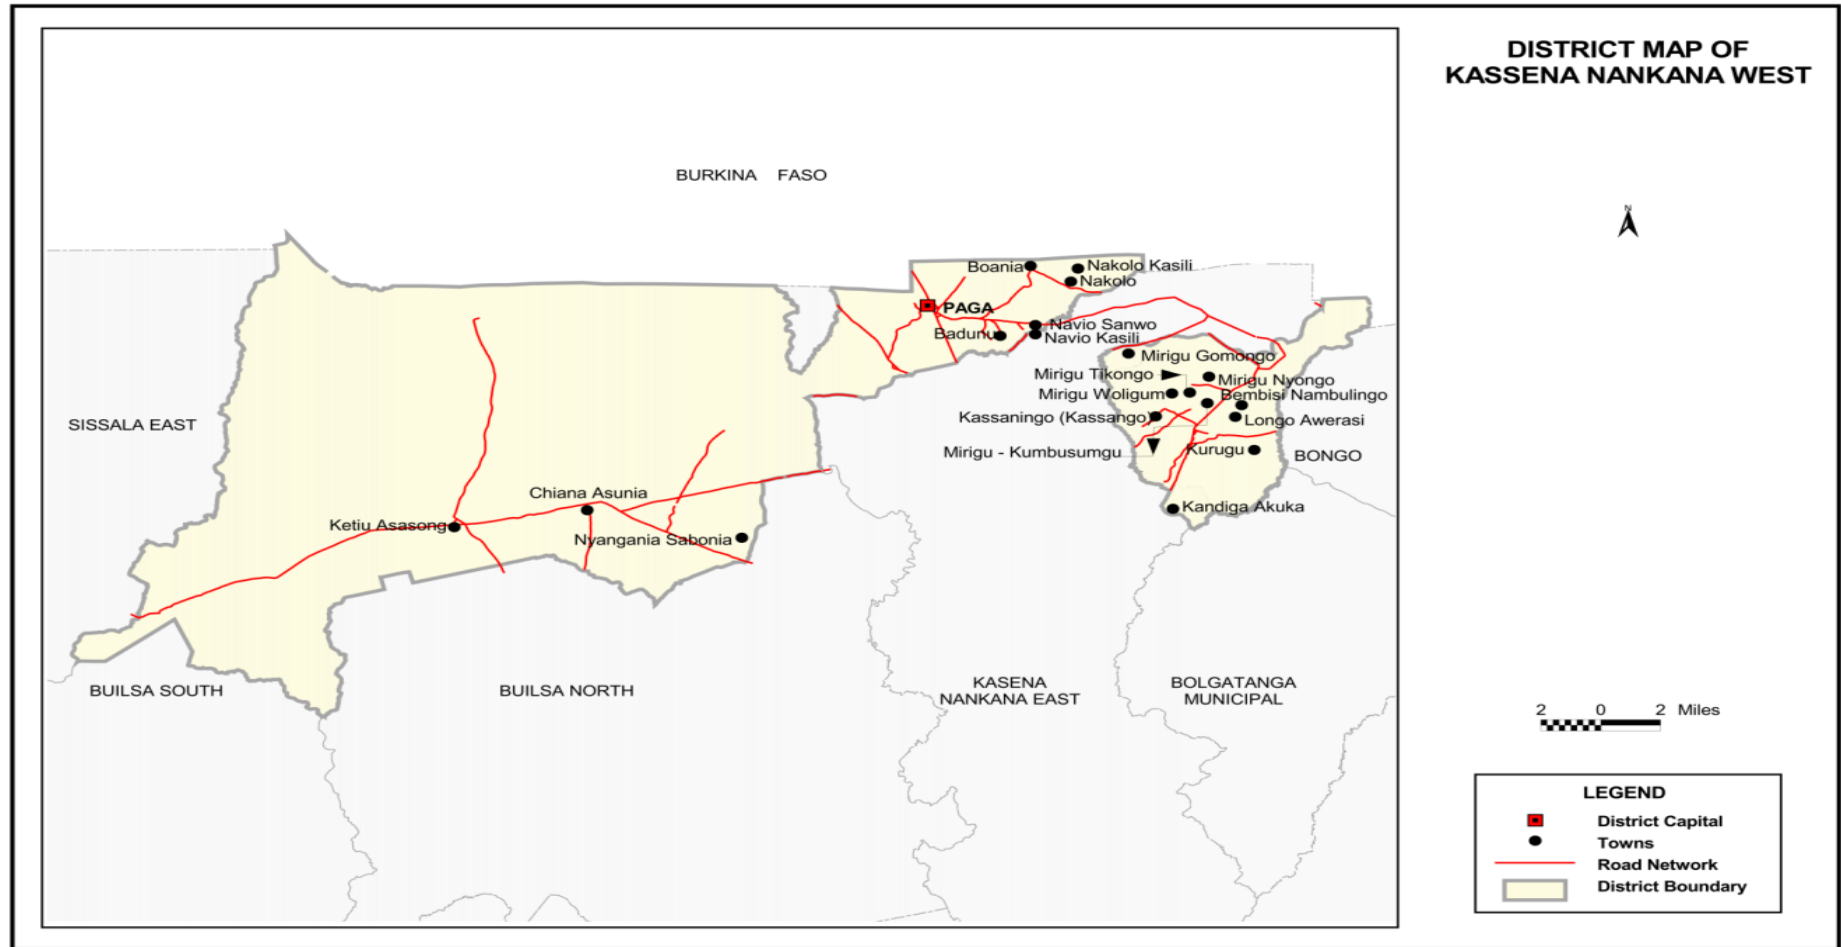 DISTRICT MAP OF
KASSENA NANKANA WEST
N
BURKINA FASO
Boania
Nakolo Kasili
Nakolo
PAGA
Navio Sanwo
Badunu
Navio Kasili
Mirigu Gomongo
Mirigu Tikongo
Mirigu Nyongo
Mirigu Woligum
Bembisi Nambulingo
Kassaningo (Kassango)
Longo Awerasi
SISSALA EAST
Mirigu - Kumbusumgu
Kurugu
BONGO
Chiana Asunia
Kandiga Akuka
Ketiu Asasong
Nyangania Sabonia
BUILSA SOUTH
BUILSA NORTH
KASENA
NANKANA EAST
BOLGATANGA
MUNICIPAL
2 0 2 Miles
LEGEND
District Capital
Towns
Road Network
District Boundary